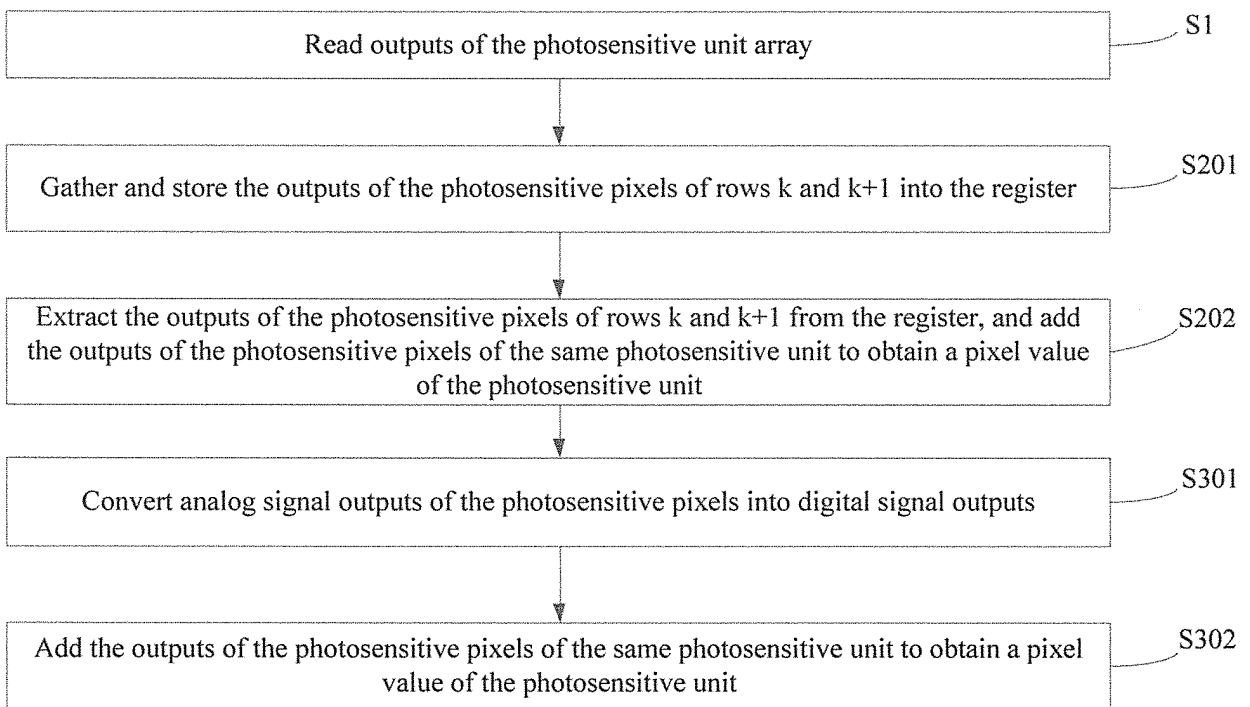 Read outputs of the photosensitive unit array
S1
Gather and store the outputs of the photosensitive pixels of rows k and k+1 into the register
S201
Extract the outputs of the photosensitive pixels of rows k and k+1 from the register, and add
the outputs of the photosensitive pixels of the same photosensitive unit to obtain a pixel value
of the photosensitive unit
S202
Convert analog signal outputs of the photosensitive pixels into digital signal outputs
S301
Add the outputs of the photosensitive pixels of the same photosensitive unit to obtain a pixel
value of the photosensitive unit
S302